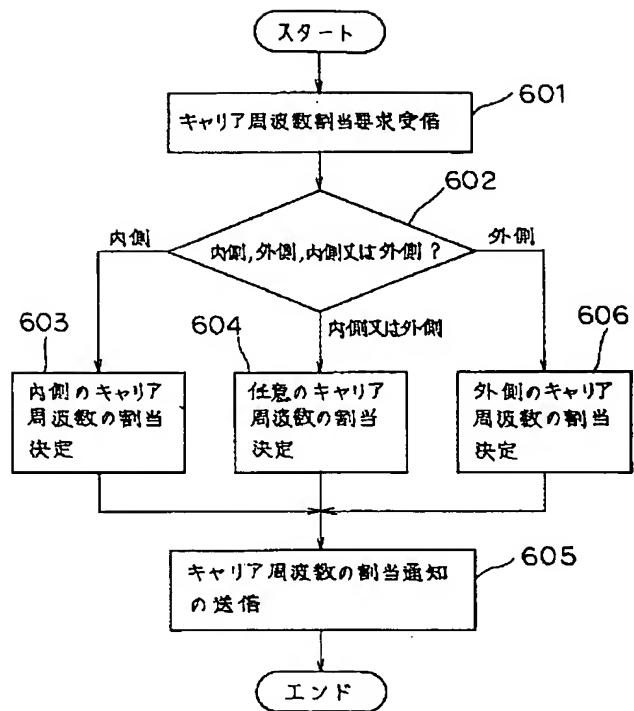 スタート
601
キャリア周波数割当要求受信
602
内側
内側,外側,内側又は外側?
外側
603
604
内側又は外側
606
内側のキャリア
周波数の割当
決定
任意のキャリア
周波数の割当
決定
外側のキャリア
周波数の割当
決定
605
キャリア周波数の割当通知
の送信
エンド